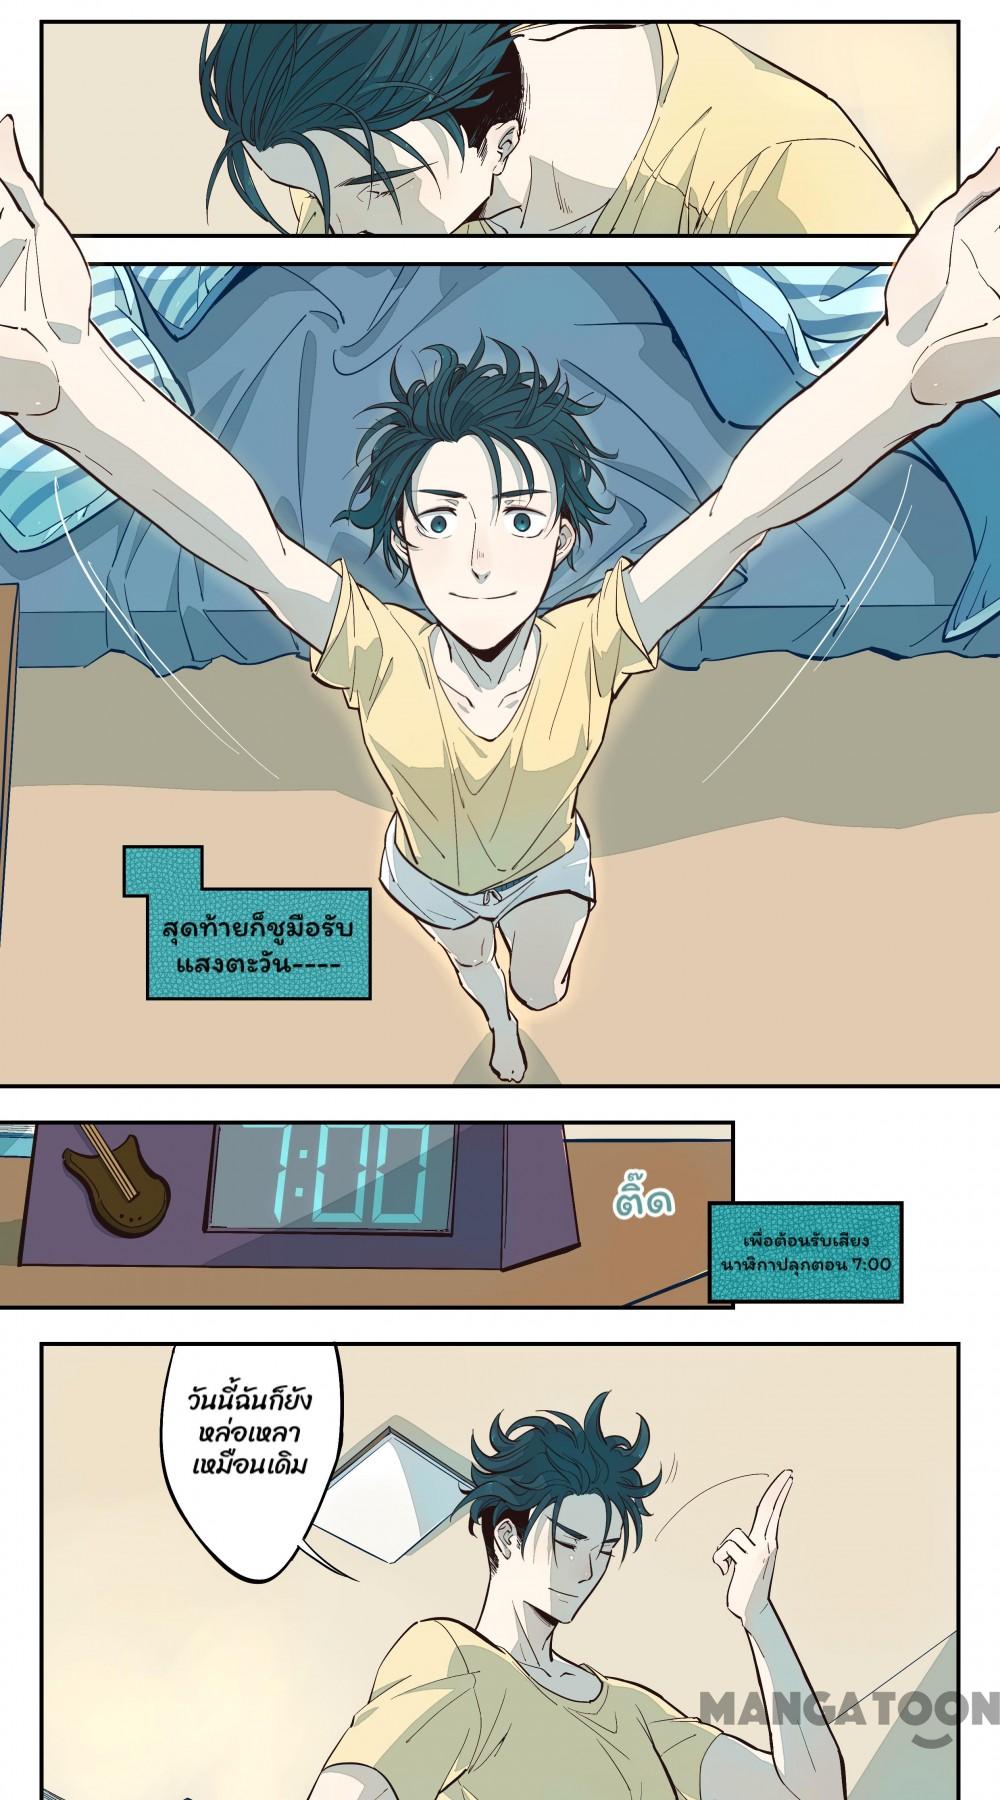 สุดท้ายก็ชูมือรับ
แสงตะวัน----
7:00
ติ๊ด
เพื่อต้อนรับเสียง
นาฬิกาปลุกตอน 7:00
วันนี้ฉันก็ยัง
หล่อเหลา
เหมือนเดิม
MANGATOON